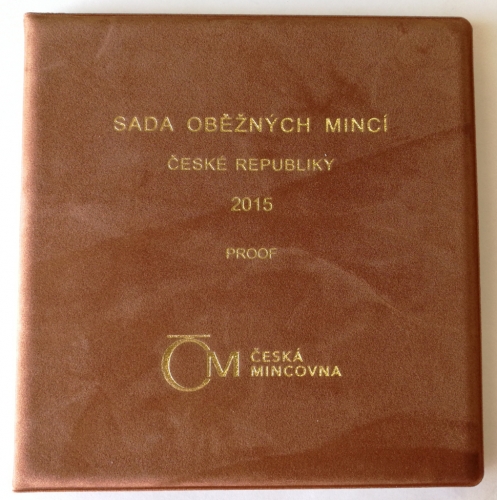 SADA OBĚŽNÝCH MINCÍ
ČESKÉ REPUBLIKY
2015
PROOF
ČM ČESKÁ
MINCOVNA